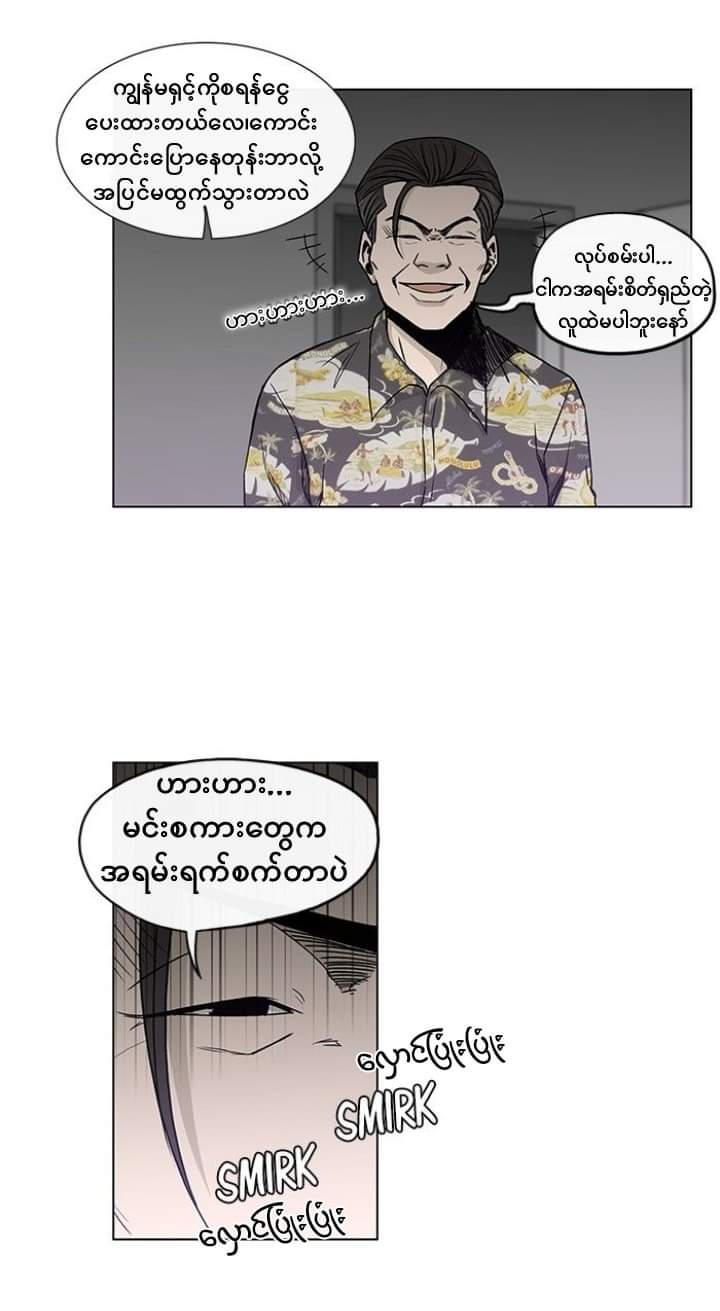 ကျွန်မရှင့်ကိုစရန်ငွေ
ပေးထားတယ်လေ၊ကောင်း
ကောင်းပြောနေတုန်းဘာလို့
အပြင်မထွက်သွားတာလဲ
လုပ်စမ်းပါ...
ငါကအရမ်းစိတ်ရှည်တဲ့
လူထဲမပါဘူးနော်
ဟားဟားဟား...
HONOLULU
ဟားဟား...
မင်းစကားတွေက
အရမ်းရက်စက်တာပဲ
လှောင်ပြုံးပြုံး
SMIRK
SMIRK
လှောင်ပြုံးပြုံး